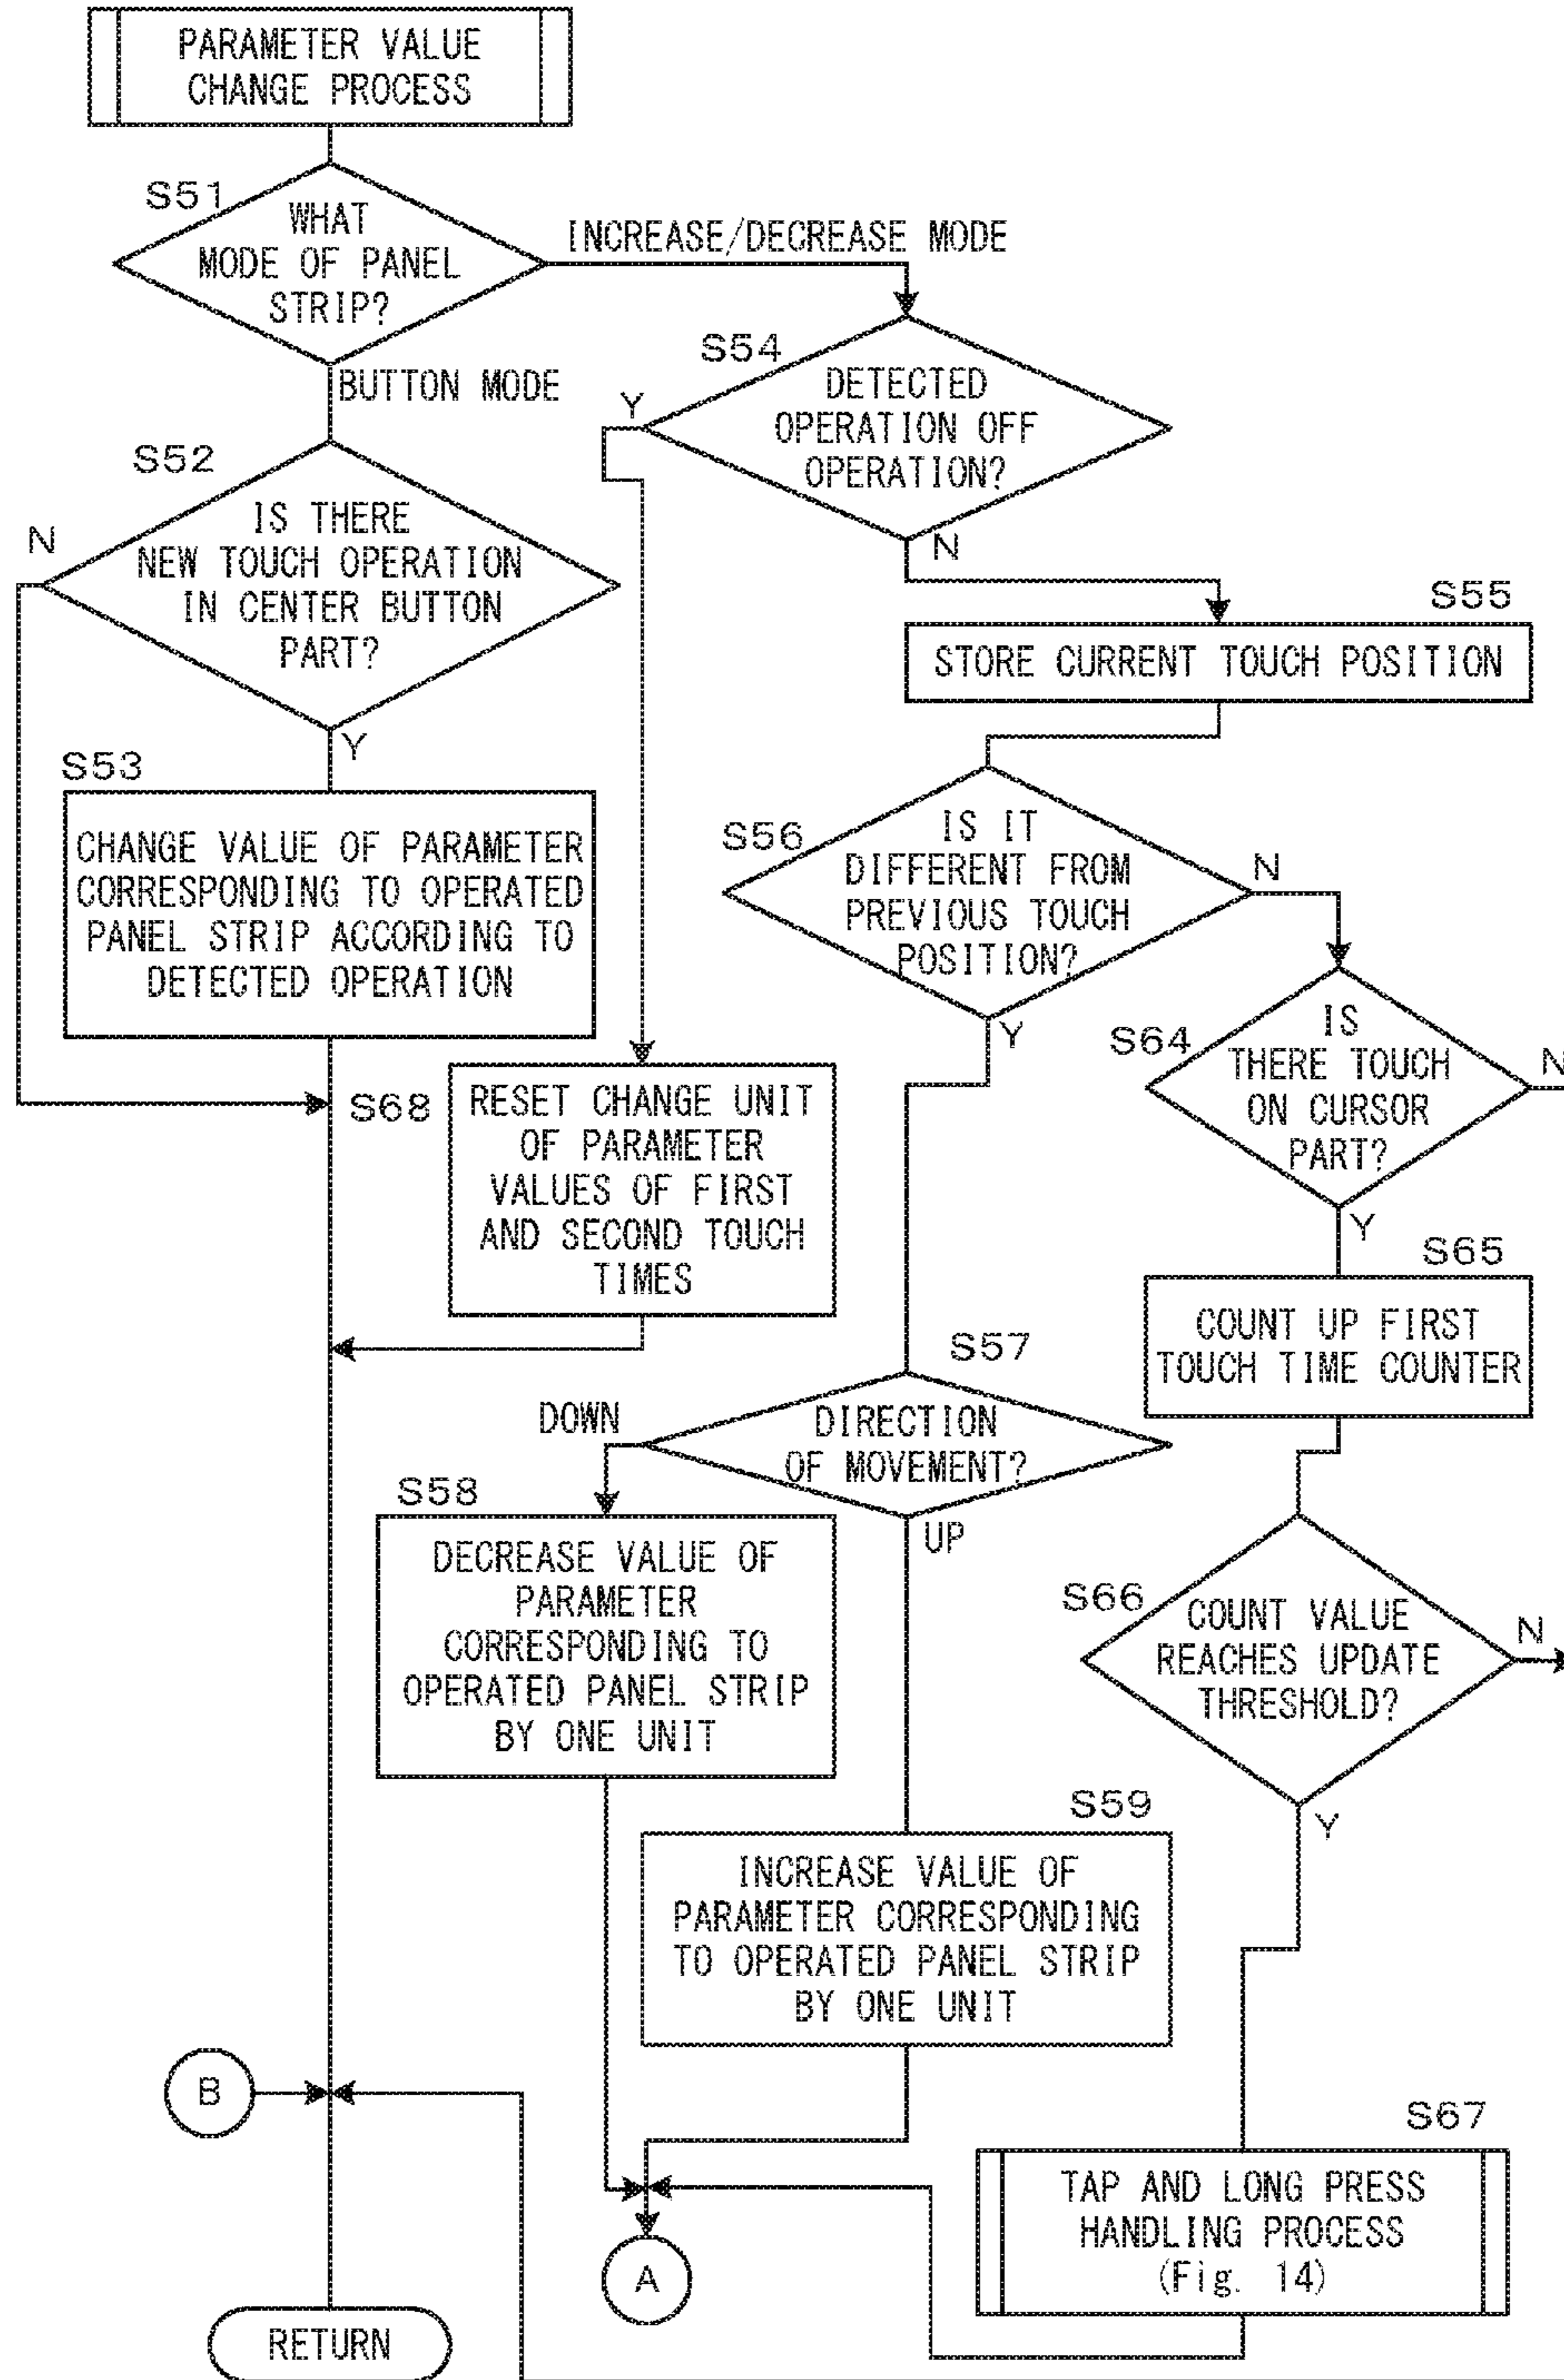 PARAMETER VALUE
CHANGE PROCESS
S51
WHAT
MODE OF PANEL
STRIP?
INCREASE/DECREASE MODE
BUTTON MODE
S54
DETECTED
OPERATION OFF
OPERATION?
Y
N
S52
IS THERE
NEW TOUCH OPERATION
IN CENTER BUTTON
PART?
N
Y
S55
STORE CURRENT TOUCH POSITION
S53
CHANGE VALUE OF PARAMETER
CORRESPONDING TO OPERATED
PANEL STRIP ACCORDING TO
DETECTED OPERATION
S56
IS IT
DIFFERENT FROM
PREVIOUS TOUCH
POSITION?
N
Y
S64
IS
THERE TOUCH
ON CURSOR
PART?
N
Y
S68
RESET CHANGE UNIT
OF PARAMETER
VALUES OF FIRST
AND SECOND TOUCH
TIMES
S65
COUNT UP FIRST
TOUCH TIME COUNTER
S57
DIRECTION
OF MOVEMENT?
DOWN
UP
S58
DECREASE VALUE OF
PARAMETER
CORRESPONDING TO
OPERATED PANEL STRIP
BY ONE UNIT
S66
COUNT VALUE
REACHES UPDATE
THRESHOLD?
N
Y
S59
INCREASE VALUE OF
PARAMETER CORRESPONDING
TO OPERATED PANEL STRIP
BY ONE UNIT
B
S67
TAP AND LONG PRESS
HANDLING PROCESS
(Fig. 14)
A
RETURN